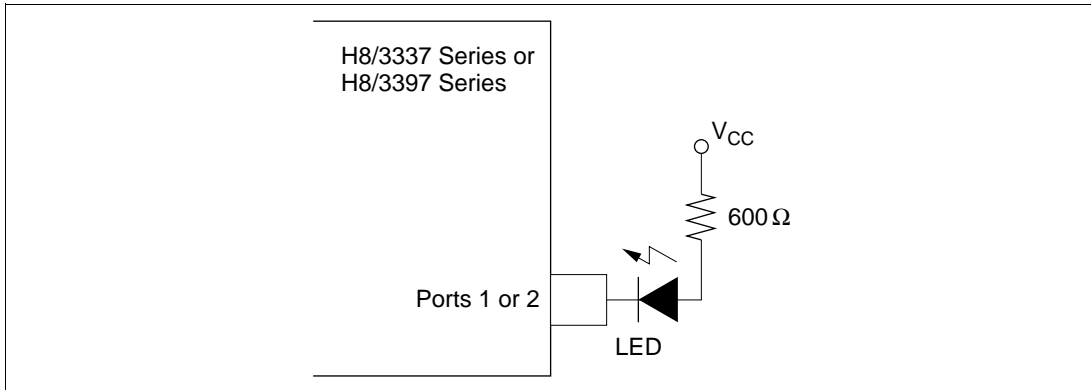 H8/3337 Series or
H8/3397 Series
VCC
600 Ω
Ports 1 or 2
LED